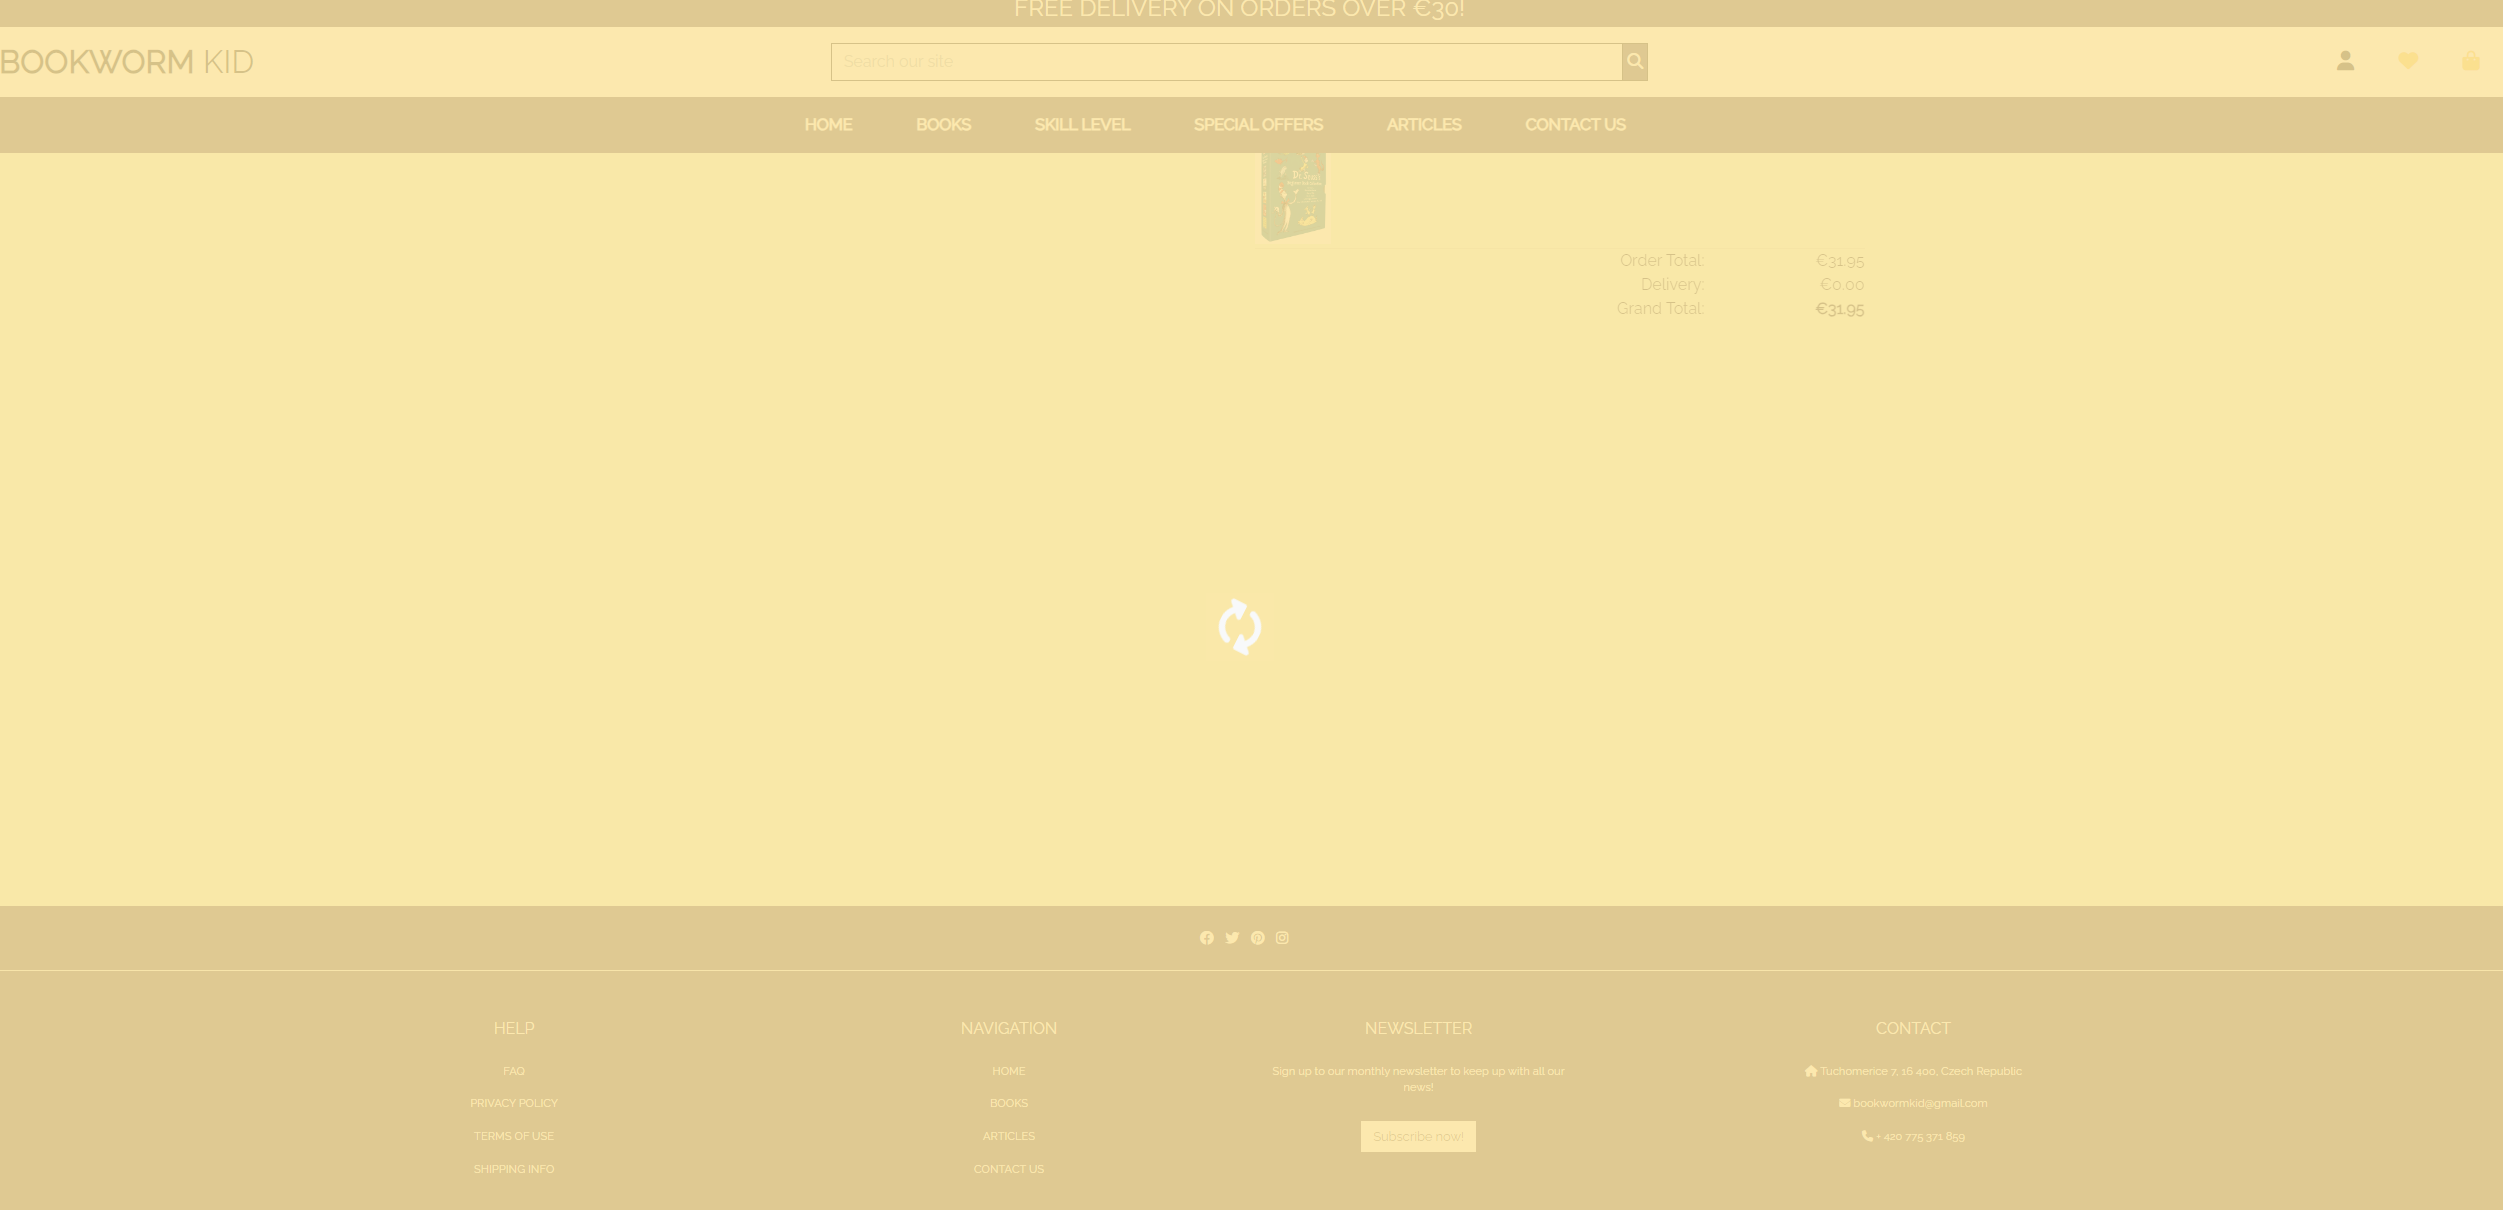 FREE DELIVERY ON ORDERS OVER €30!
BOOKWORM KID
Search our site
HOME BOOKS SKILL LEVEL SPECIAL OFFERS ARTICLES CONTACT US
Dr. Seuss
Order Total: €31.95
Delivery: €0.00
Grand Total: €31.95
HELP
FAQ
PRIVACY POLICY
TERMS OF USE
SHIPPING INFO
NAVIGATION
HOME
BOOKS
ARTICLES
CONTACT US
NEWSLETTER
Sign up to our monthly newsletter to keep up with all our
news!
Subscribe now!
CONTACT
Tuchomerice 7, 16 400, Czech Republic
bookwormkid@gmail.com
+ 420 775 371 859